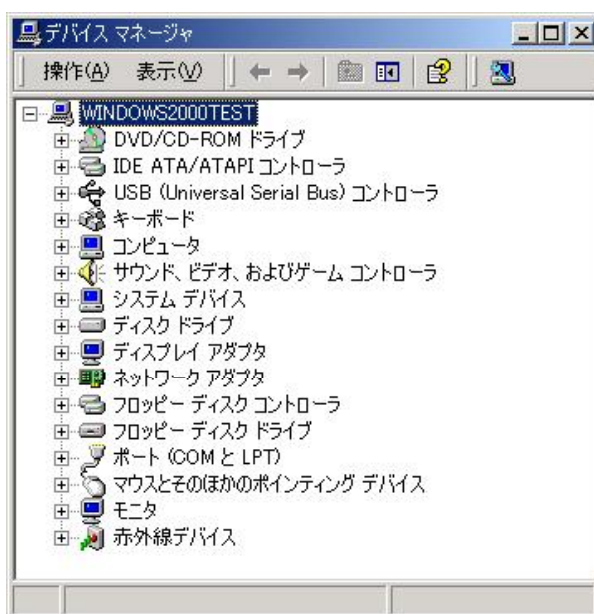 デバイス マネージャ
操作(A) 表示(V)
WINDOWS2000TEST
DVD/CD-ROM ドライブ
IDE ATA/ATAPI コントローラ
USB (Universal Serial Bus) コントローラ
キーボード
コンピュータ
サウンド、ビデオ、およびゲーム コントローラ
システム デバイス
ディスク ドライブ
ディスプレイ アダプタ
ネットワーク アダプタ
フロッピー ディスク コントローラ
フロッピー ディスク ドライブ
ポート (COM と LPT)
マウスとそのほかのポインティング デバイス
モニタ
赤外線デバイス